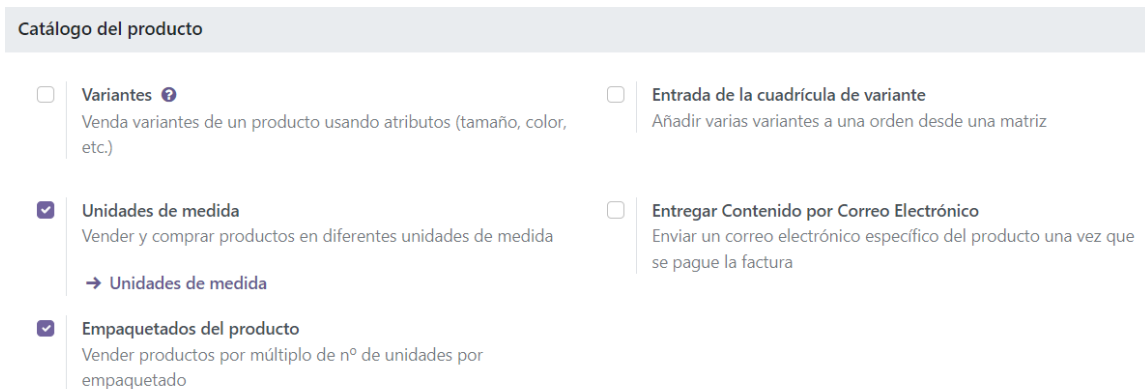 Catálogo del producto
Variantes
Venda variantes de un producto usando atributos (tamaño, color,
etc.)
Entrada de la cuadrícula de variante
Añadir varias variantes a una orden desde una matriz
Unidades de medida
Vender y comprar productos en diferentes unidades de medida
→ Unidades de medida
Entregar Contenido por Correo Electrónico
Enviar un correo electrónico específico del producto una vez que
se pague la factura
Empaquetados del producto
Vender productos por múltiplo de nº de unidades por
empaquetado